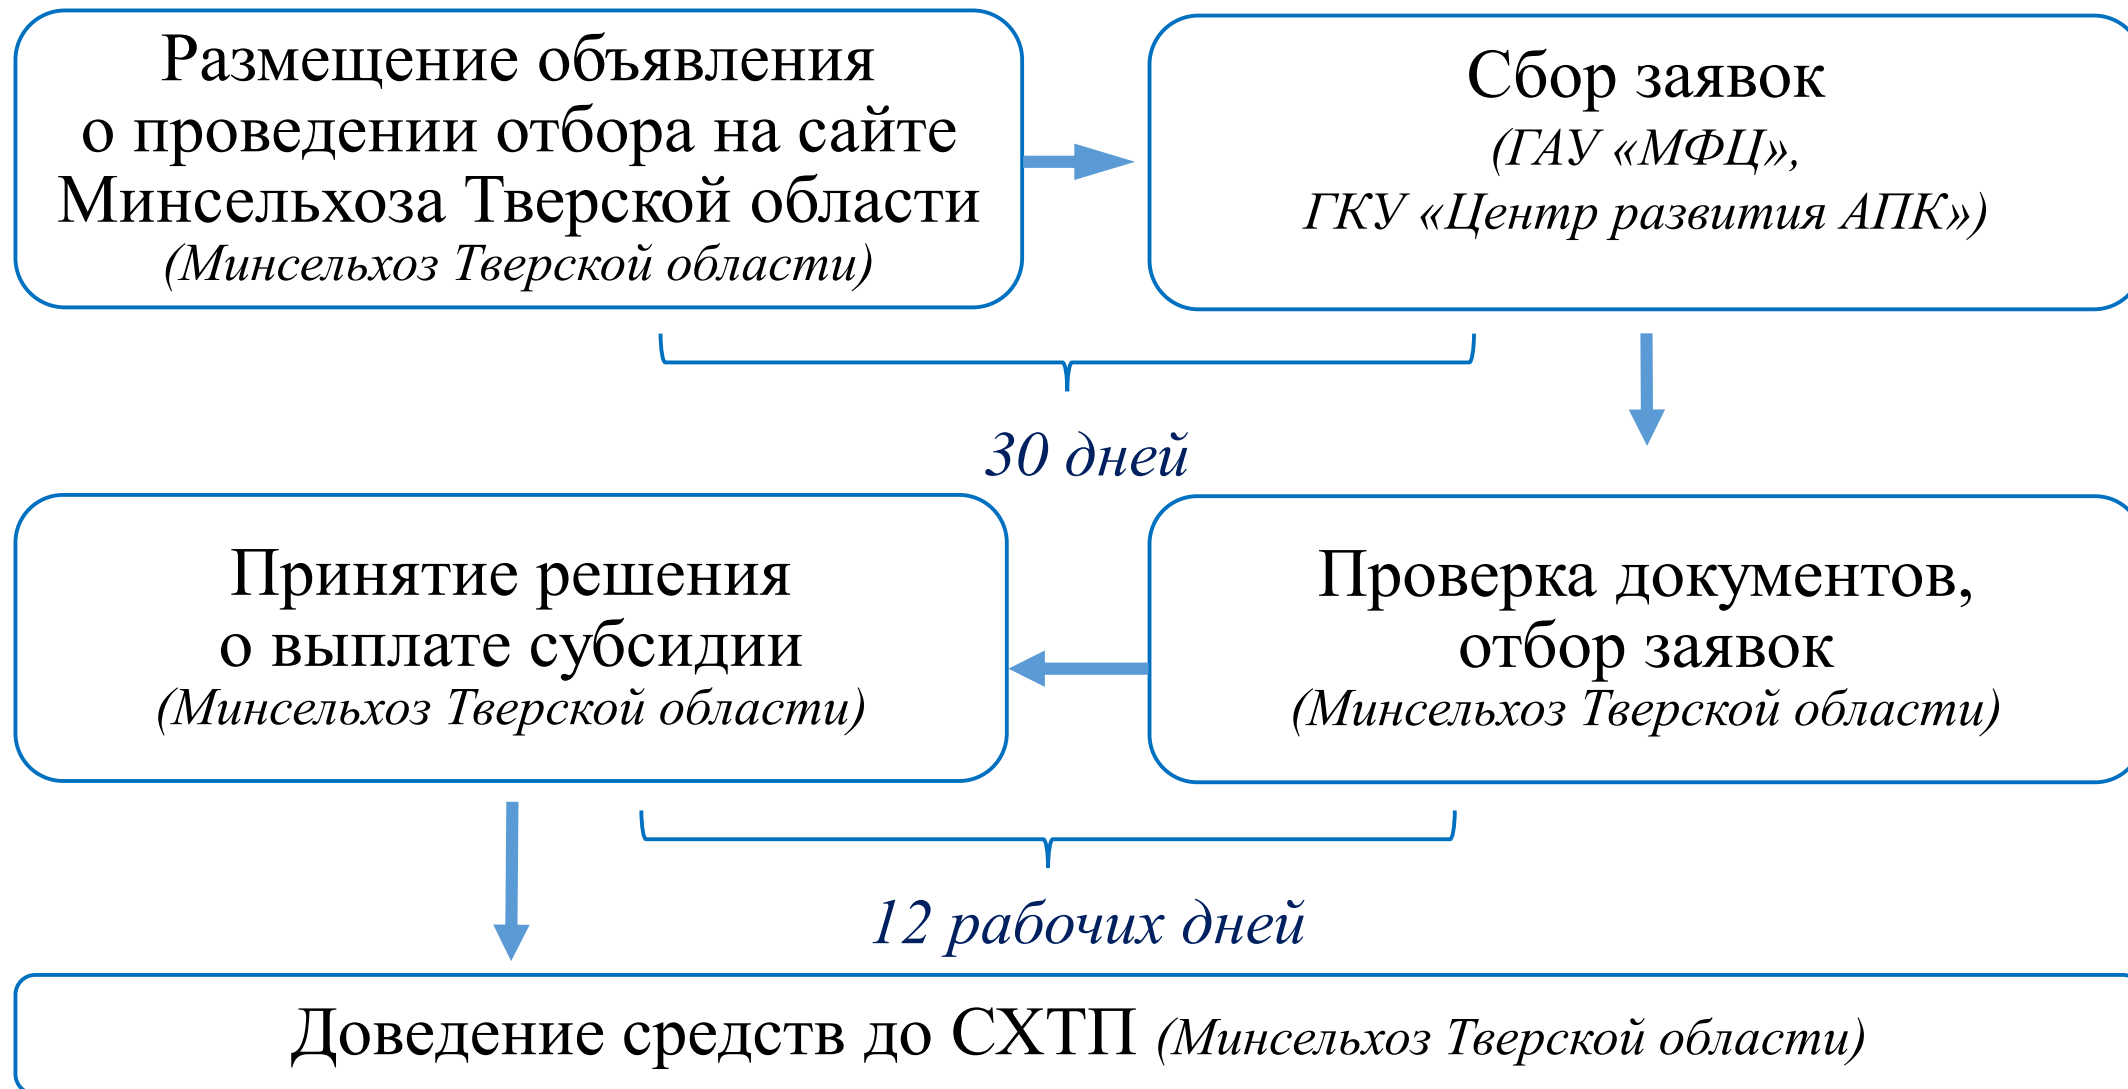 Размещение объявления
о проведении отбора на сайте
Минсельхоза Тверской области
(Минсельхоз Тверской области)
Сбор заявок
(ГАУ «МФЦ»,
ГКУ «Центр развития АПК»)
30 дней
Проверка документов,
отбор заявок
(Минсельхоз Тверской области)
Принятие решения
о выплате субсидии
(Минсельхоз Тверской области)
12 рабочих дней
Доведение средств до СХТП (Минсельхоз Тверской области)